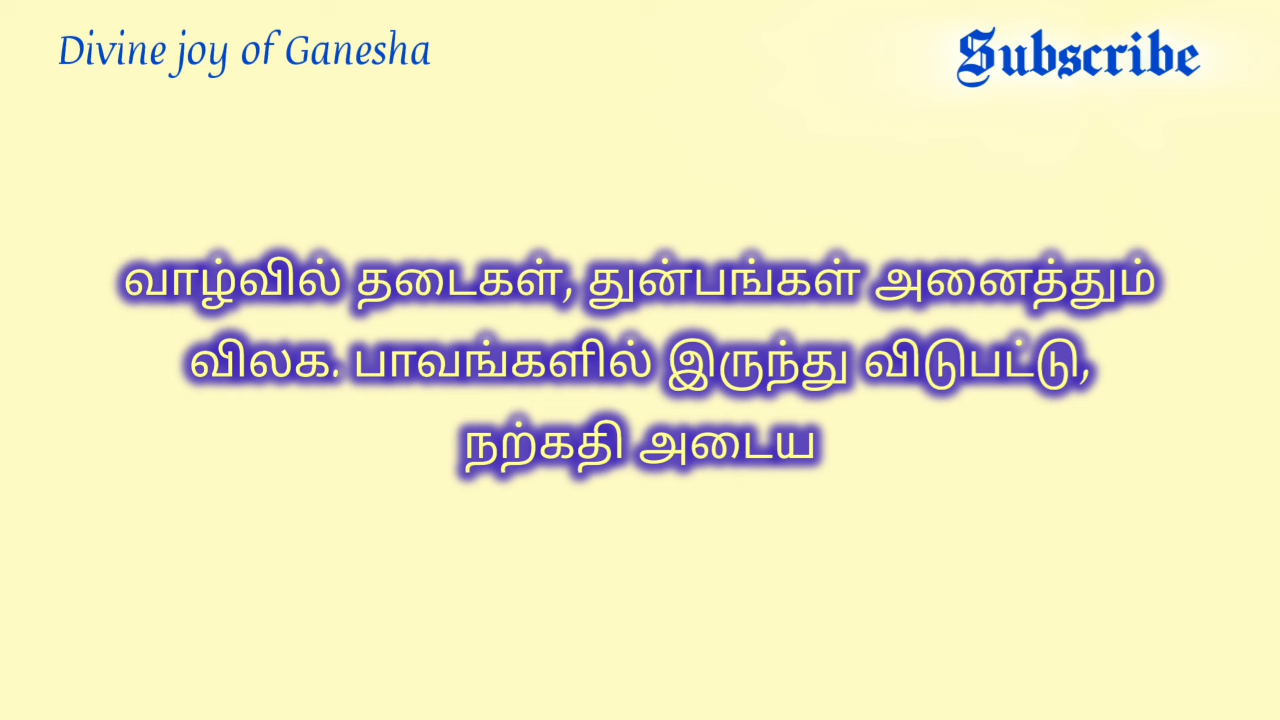 Divine joy of Ganesha
Subscribe
வாழ்வில் தடைகள், துன்பங்கள் அனைத்தும்
விலக. பாவங்களில் இருந்து விடுபட்டு,
நற்கதி அடைய